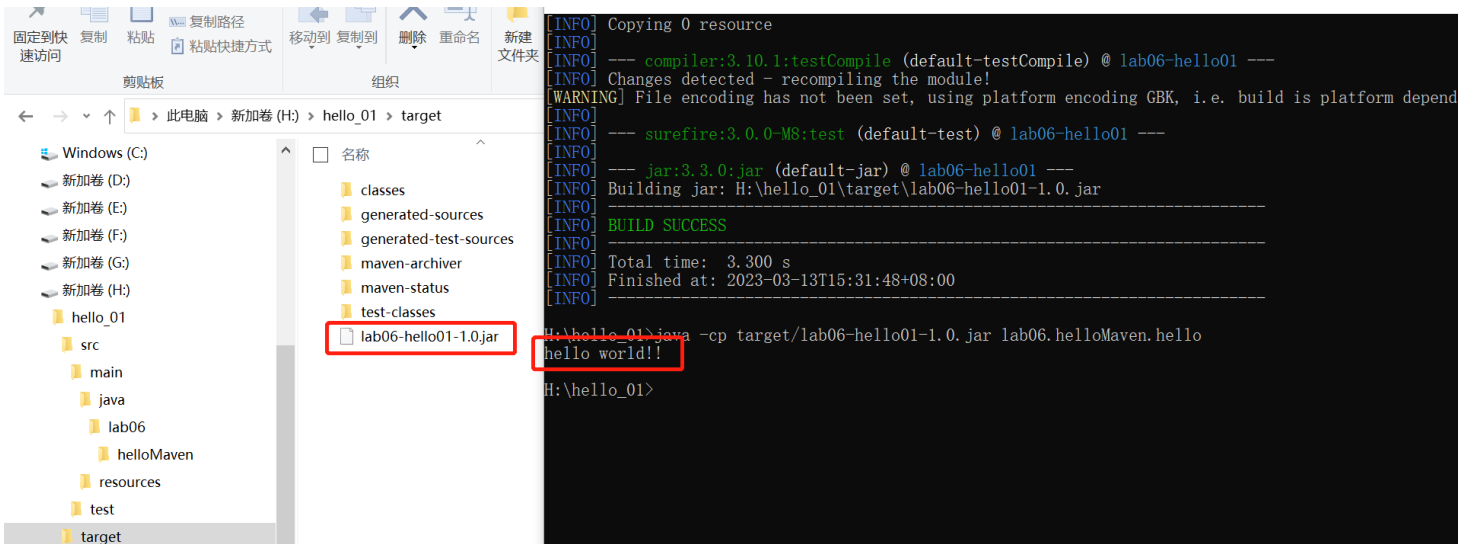 复制路径
固定到快速访问
复制
粘贴
粘贴快捷方式
剪贴板
移动到
复制到
删除
重命名
组织
新建
文件夹
此电脑 > 新加卷 (H:) > hello_01 > target
Windows (C:)
新加卷 (D:)
新加卷 (E:)
新加卷 (F:)
新加卷 (G:)
新加卷 (H:)
hello_01
src
main
java
lab06
helloMaven
resources
test
target
名称
classes
generated-sources
generated-test-sources
maven-archiver
maven-status
test-classes
lab06-hello01-1.0.jar
[INFO] Copying 0 resource
[INFO]
[INFO] --- compiler:3.10.1:testCompile (default-testCompile) @ lab06-hello01 ---
[INFO] Changes detected - recompiling the module!
[WARNING] File encoding has not been set, using platform encoding GBK, i.e. build is platform depend
[INFO]
[INFO] --- surefire:3.0.0-M8:test (default-test) @ lab06-hello01 ---
[INFO]
[INFO] --- jar:3.3.0:jar (default-jar) @ lab06-hello01 ---
[INFO] Building jar: H:\hello_01\target\lab06-hello01-1.0.jar
[INFO] ------------------------------------------------------------------------
[INFO] BUILD SUCCESS
[INFO] ------------------------------------------------------------------------
[INFO] Total time:  3.300 s
[INFO] Finished at: 2023-03-13T15:31:48+08:00
[INFO] ------------------------------------------------------------------------
H:\hello_01>java -cp target/lab06-hello01-1.0.jar lab06.helloMaven.hello
hello world!!
H:\hello_01>